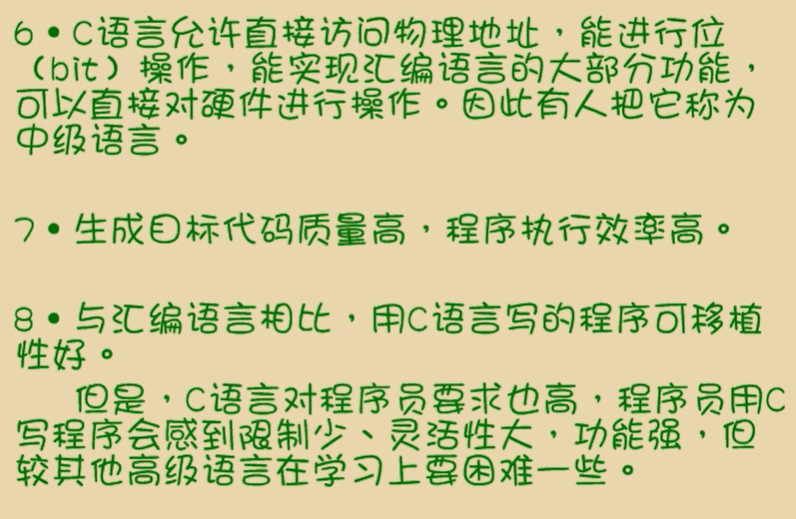 6•C语言允许直接访问物理地址，能进行位
（bit）操作，能实现汇编语言的大部分功能，
可以直接对硬件进行操作。因此有人把它称为
中级语言。
7•生成目标代码质量高，程序执行效率高。
8•与汇编语言相比，用C语言写的程序可移植
性好。
但是，C语言对程序员要求也高，程序员用C
写程序会感到限制少、灵活性大，功能强，但
较其他高级语言在学习上要困难一些。